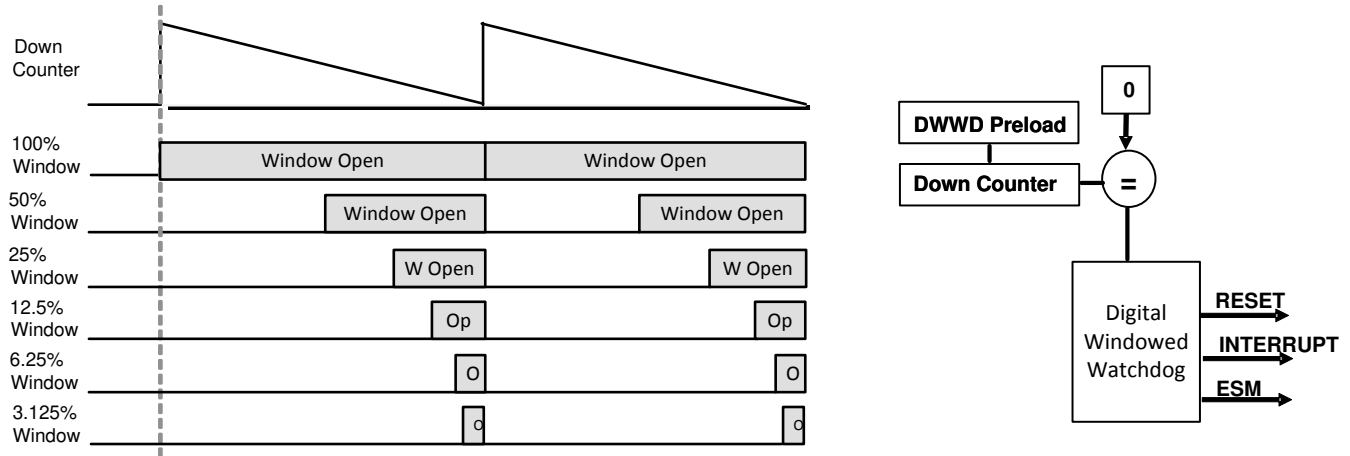 Down
Counter
100%
Window
Window Open
Window Open
50%
Window
Window Open
Window Open
25%
Window
W Open
W Open
12.5%
Window
Op
Op
6.25%
Window
O
O
3.125%
Window
O
O
0
DWWD Preload
Down Counter
=
Digital
Windowed
Watchdog
RESET
INTERRUPT
ESM